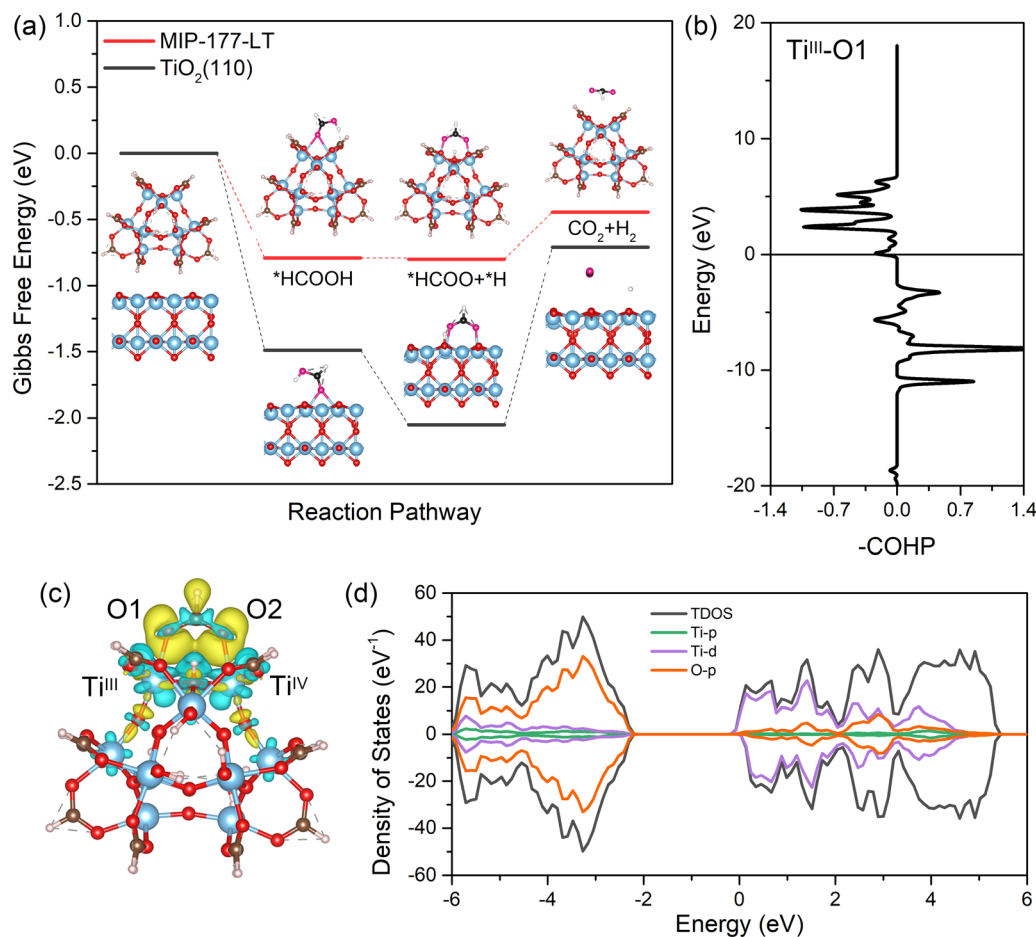 (a)
1.0
0.5
0.0
-0.5
-1.0
-1.5
-2.0
-2.5
Gibbs Free Energy (eV)
MIP-177-LT
TiO₂(110)
*HCOOH
*HCOO+*H
CO₂+H₂
Reaction Pathway
(b)
Tiᴵᴵᴵ-O1
20
10
0
-10
-20
Energy (eV)
-1.4 -0.7 0.0 0.7 1.4
-COHP
(c)
O1 O2
Tiᴵᴵᴵ Tiᴵⱽ
(d)
60
40
20
0
20
40
-60
Density of States (eV⁻¹)
TDOS
Ti-p
Ti-d
O-p
-6 -4 -2 0 2 4 6
Energy (eV)